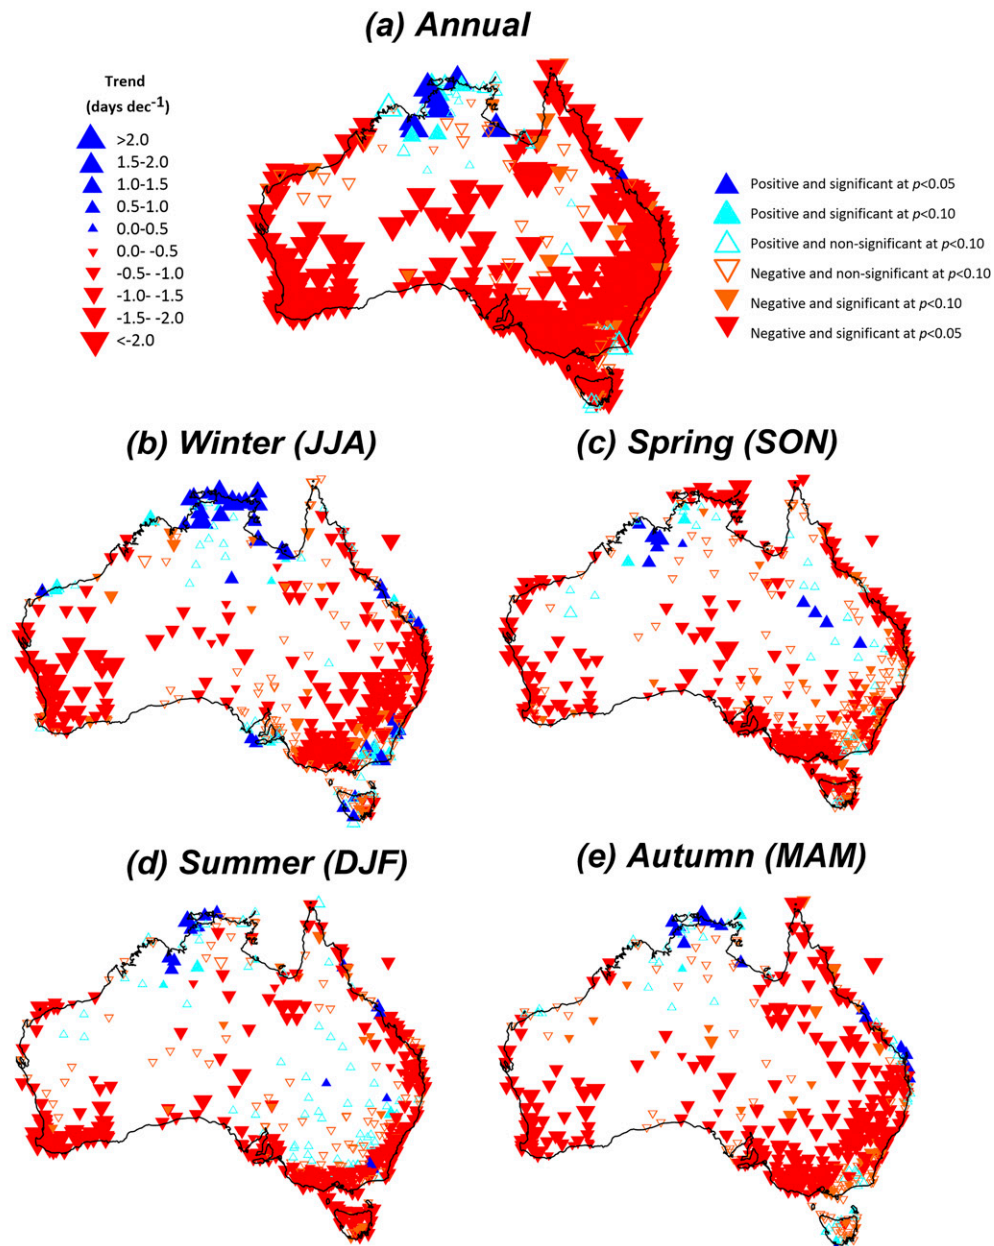 (a) Annual
Trend
(days dec⁻¹)
>2.0
1.5-2.0
1.0-1.5
0.5-1.0
0.0-0.5
0.0- -0.5
-0.5- -1.0
-1.0- -1.5
-1.5- -2.0
<-2.0
Positive and significant at p<0.05
Positive and significant at p<0.10
Positive and non-significant at p<0.10
Negative and non-significant at p<0.10
Negative and significant at p<0.10
Negative and significant at p<0.05
(b) Winter (JJA)
(c) Spring (SON)
(d) Summer (DJF)
(e) Autumn (MAM)